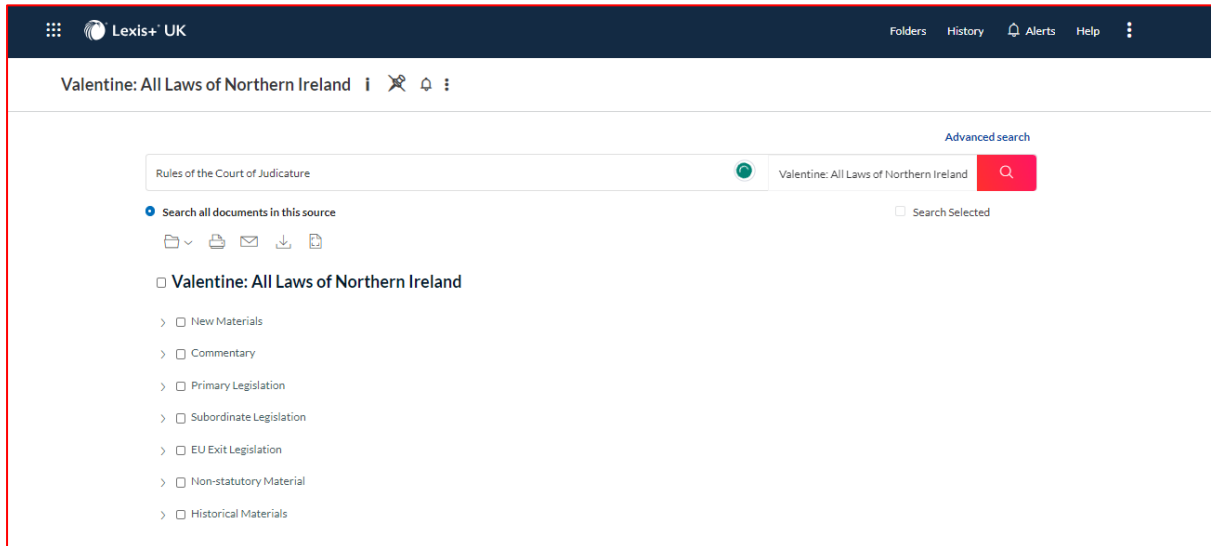 Lexis+ UK Folders History Alerts Help
Valentine: All Laws of Northern Ireland
Advanced search
Rules of the Court of Judicature Valentine: All Laws of Northern Ireland
Search all documents in this source Search Selected
Valentine: All Laws of Northern Ireland
New Materials
Commentary
Primary Legislation
Subordinate Legislation
EU Exit Legislation
Non-statutory Material
Historical Materials